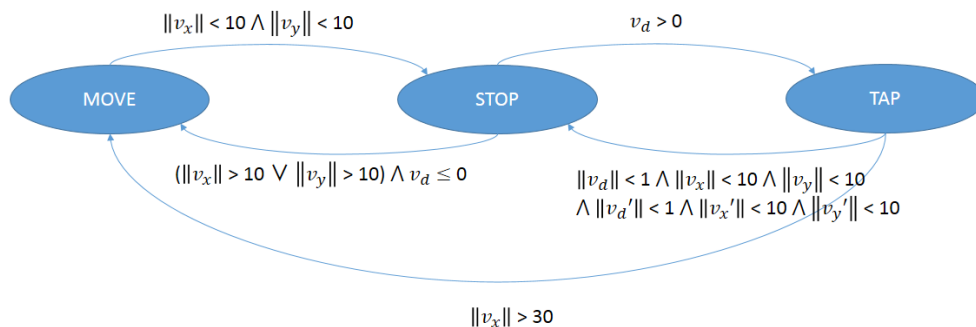 ‖v_x‖ < 10 ∧ ‖v_y‖ < 10
v_d > 0
MOVE
STOP
TAP
(‖v_x‖ > 10 ∨ ‖v_y‖ > 10) ∧ v_d ≤ 0
‖v_d‖ < 1 ∧ ‖v_x‖ < 10 ∧ ‖v_y‖ < 10
∧ ‖v_d'‖ < 1 ∧ ‖v_x'‖ < 10 ∧ ‖v_y'‖ < 10
‖v_x‖ > 30